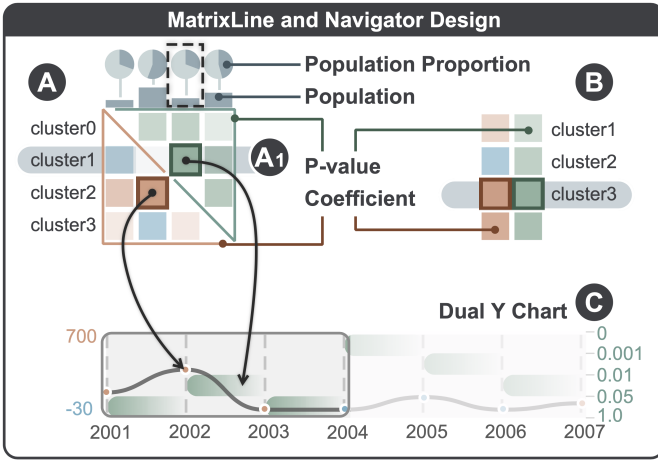 MatrixLine and Navigator Design
A
Population Proportion
Population
B
cluster0
cluster1
cluster2
cluster3
A1
P-value
Coefficient
cluster1
cluster2
cluster3
Dual Y Chart
C
700
-30
0
0.001
0.01
0.05
1.0
2001 2002 2003 2004 2005 2006 2007